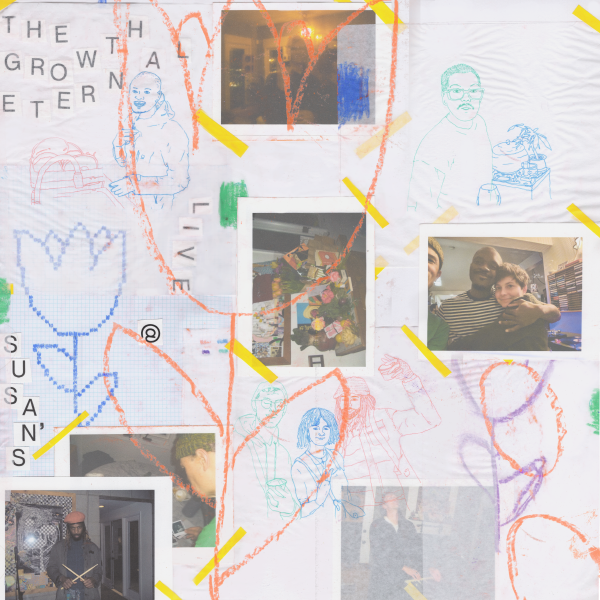 THE
GROWTH
ETERNAL
LIVE
@
SUSAN'S